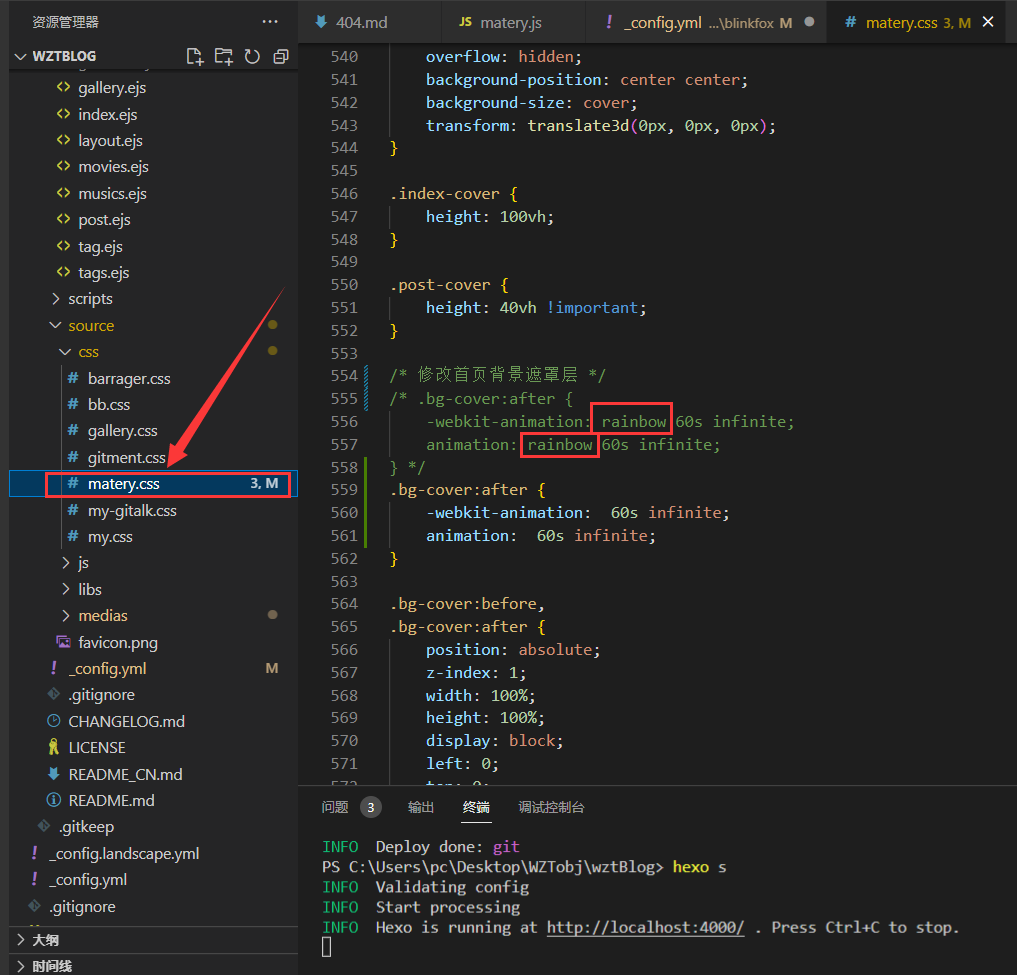 资源管理器
WZTBLOG
gallery.ejs
index.ejs
layout.ejs
movies.ejs
musics.ejs
post.ejs
tag.ejs
tags.ejs
scripts
source
css
# barrager.css
# bb.css
# gallery.css
# gitment.css
# matery.css 3, M
# my-gitalk.css
# my.css
js
libs
medias
favicon.png
! _config.yml M
.gitignore
CHANGELOG.md
LICENSE
README_CN.md
README.md
.gitkeep
! _config.landscape.yml
! _config.yml
.gitignore
大纲
时间线
404.md
JS matery.js
! _config.yml ...\blinkfox M
# matery.css 3, M
540 overflow: hidden;
541 background-position: center center;
542 background-size: cover;
543 transform: translate3d(0px, 0px, 0px);
544 }
545
546 .index-cover {
547 height: 100vh;
548 }
549
550 .post-cover {
551 height: 40vh !important;
552 }
553
554 /* 修改首页背景遮罩层 */
555 /* .bg-cover:after {
556 -webkit-animation: rainbow 60s infinite;
557 animation: rainbow 60s infinite;
558 } */
559 .bg-cover:after {
560 -webkit-animation:  60s infinite;
561 animation:  60s infinite;
562 }
563
564 .bg-cover:before,
565 .bg-cover:after {
566 position: absolute;
567 z-index: 1;
568 width: 100%;
569 height: 100%;
570 display: block;
571 left: 0;
问题 3 输出 终端 调试控制台
INFO  Deploy done: git
PS C:\Users\pc\Desktop\WZTobj\wztBlog> hexo s
INFO  Validating config
INFO  Start processing
INFO  Hexo is running at http://localhost:4000/ . Press Ctrl+C to stop.